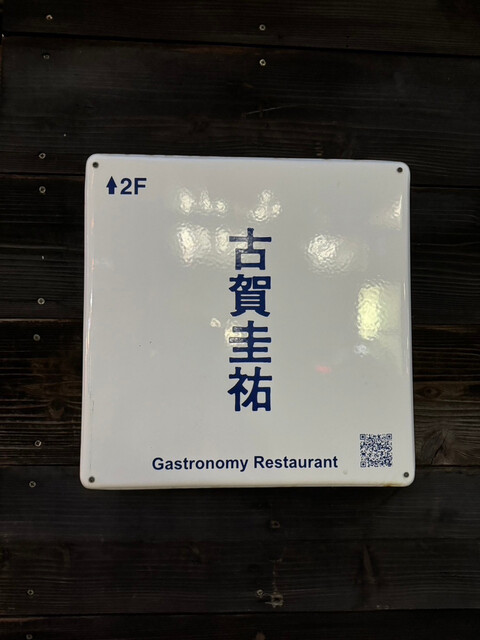 ⬆2F
古賀圭祐
Gastronomy Restaurant